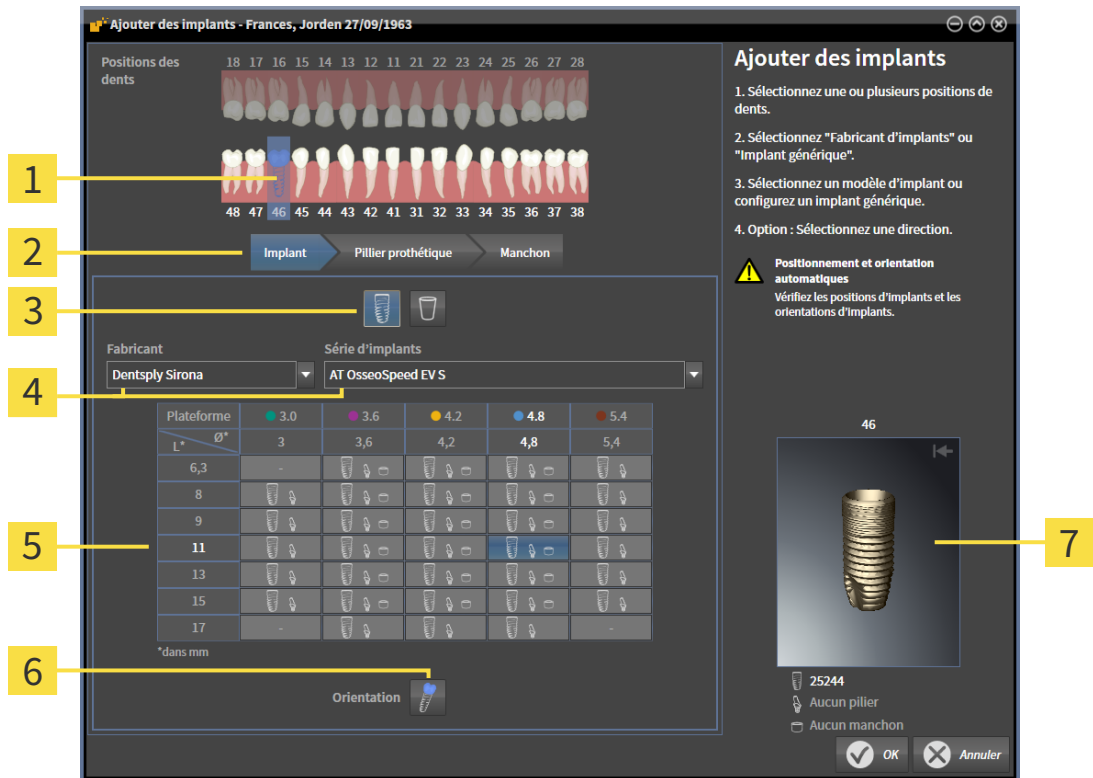 Ajouter des implants - Frances, Jorden 27/09/1963
Positions des
dents
18 17 16 15 14 13 12 11 21 22 23 24 25 26 27 28
48 47 46 45 44 43 42 41 31 32 33 34 35 36 37 38
1
2
Implant Pillier prothétique Manchon
3
Fabricant Série d'implants
Dentsply Sirona AT OsseoSpeed EV S
4
Plateforme 3.0 3.6 4.2 4.8 5.4
L* Ø* 3 3,6 4,2 4,8 5,4
6,3 -
8
9
5
11
13
15
17 - -
*dans mm
6
Orientation
Ajouter des implants
1. Sélectionnez une ou plusieurs positions de
dents.
2. Sélectionnez "Fabricant d'implants" ou
"Implant générique".
3. Sélectionnez un modèle d'implant ou
configurez un implant générique.
4. Option : Sélectionnez une direction.
Positionnement et orientation
automatiques
Vérifiez les positions d'implants et les
orientations d'implants.
46
7
25244
Aucun pilier
Aucun manchon
OK Annuler